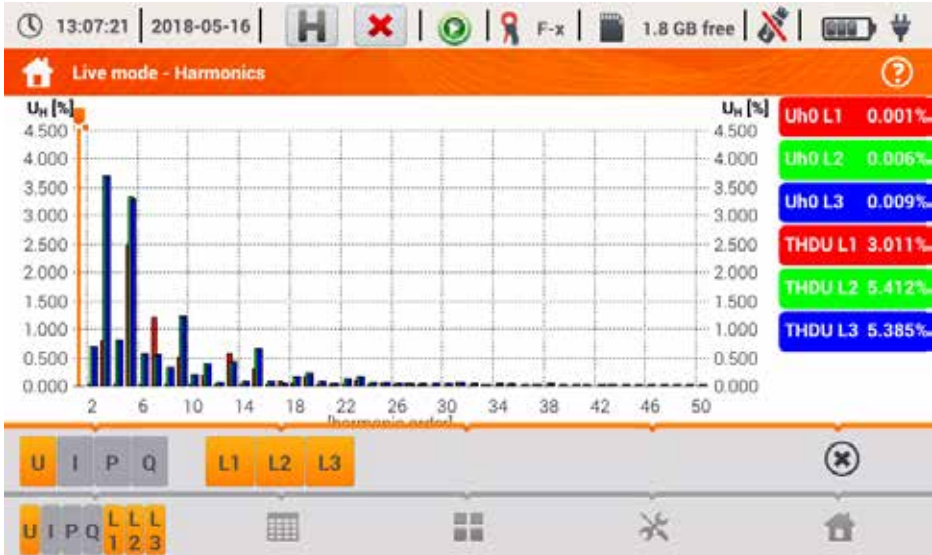 13:07:21 2018-05-16 H F-x 1.8 GB free
Live mode - Harmonics ?
UH [%] UH [%]
4.500 4.500
4.000 4.000
3.500 3.500
3.000 3.000
2.500 2.500
2.000 2.000
1.500 1.500
1.000 1.000
0.500 0.500
0.000 0.000
2 6 10 14 18 22 26 30 34 38 42 46 50
[harmonic order]
Uh0 L1 0.001%
Uh0 L2 0.006%
Uh0 L3 0.009%
THDU L1 3.011%
THDU L2 5.412%
THDU L3 5.385%
U I P Q L1 L2 L3
U I P Q L1 L2 L3